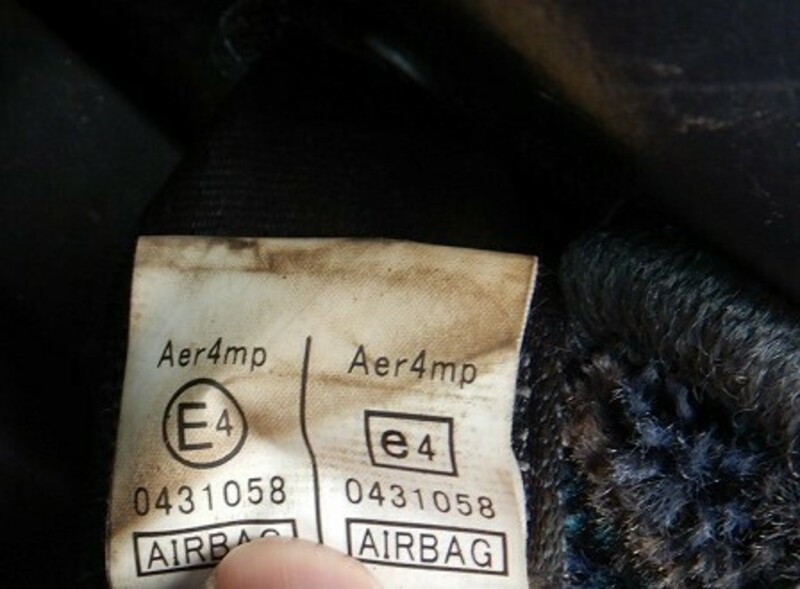 Aer4mp
E4
0431058
AIRBAG
Aer4mp
e4
0431058
AIRBAG